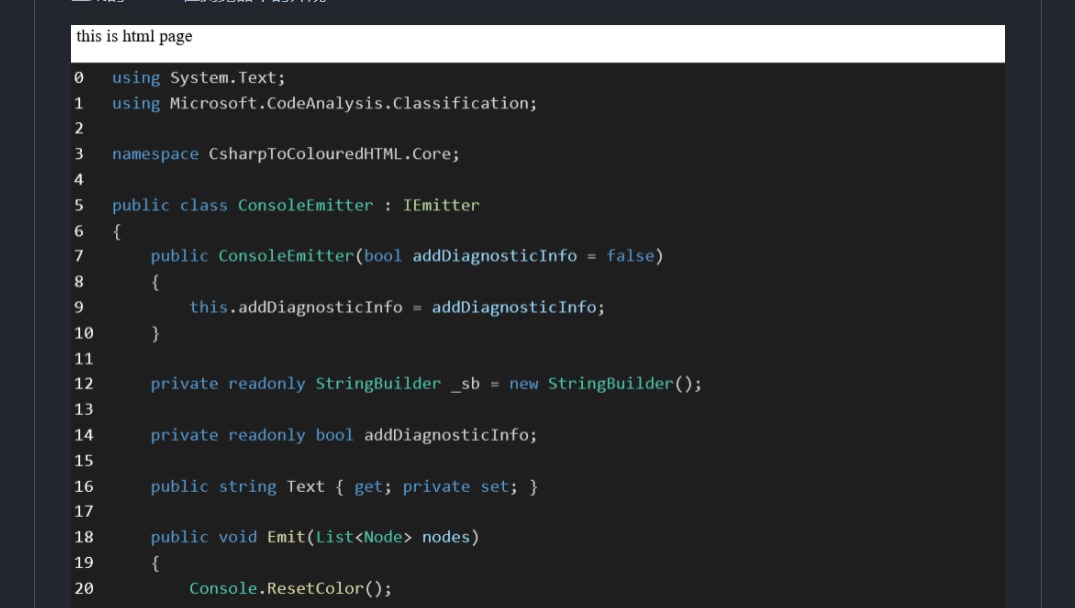 this is html page
0 using System.Text;
1 using Microsoft.CodeAnalysis.Classification;
2
3 namespace CsharpToColouredHTML.Core;
4
5 public class ConsoleEmitter : IEmitter
6 {
7     public ConsoleEmitter(bool addDiagnosticInfo = false)
8     {
9         this.addDiagnosticInfo = addDiagnosticInfo;
10     }
11
12     private readonly StringBuilder _sb = new StringBuilder();
13
14     private readonly bool addDiagnosticInfo;
15
16     public string Text { get; private set; }
17
18     public void Emit(List<Node> nodes)
19     {
20         Console.ResetColor();